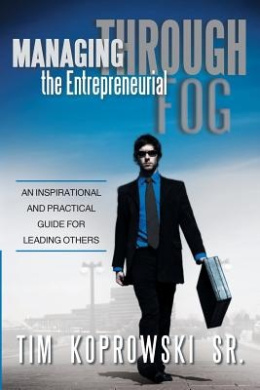 MANAGING THROUGH
the Entrepreneurial FOG
AN INSPIRATIONAL
AND PRACTICAL
GUIDE FOR
LEADING OTHERS
TIM KOPROWSKI SR.